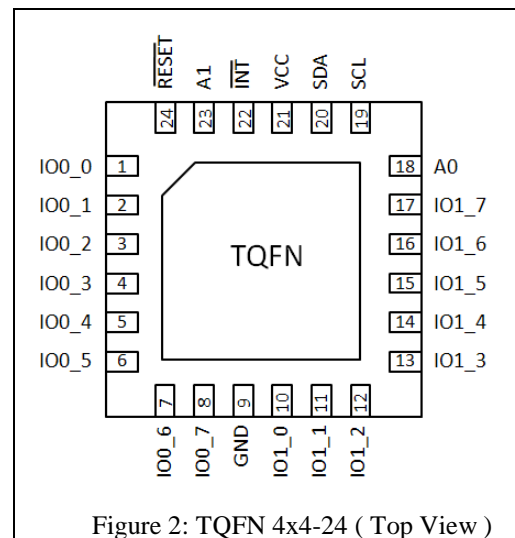 RESET A1 INT VCC SDA SCL
24 23 22 21 20 19
IO0_0 1 18 A0
IO0_1 2 17 IO1_7
IO0_2 3 16 IO1_6
TQFN
IO0_3 4 15 IO1_5
IO0_4 5 14 IO1_4
IO0_5 6 13 IO1_3
7 8 9 10 11 12
IO0_6 IO0_7 GND IO1_0 IO1_1 IO1_2
Figure 2: TQFN 4x4-24 ( Top View )